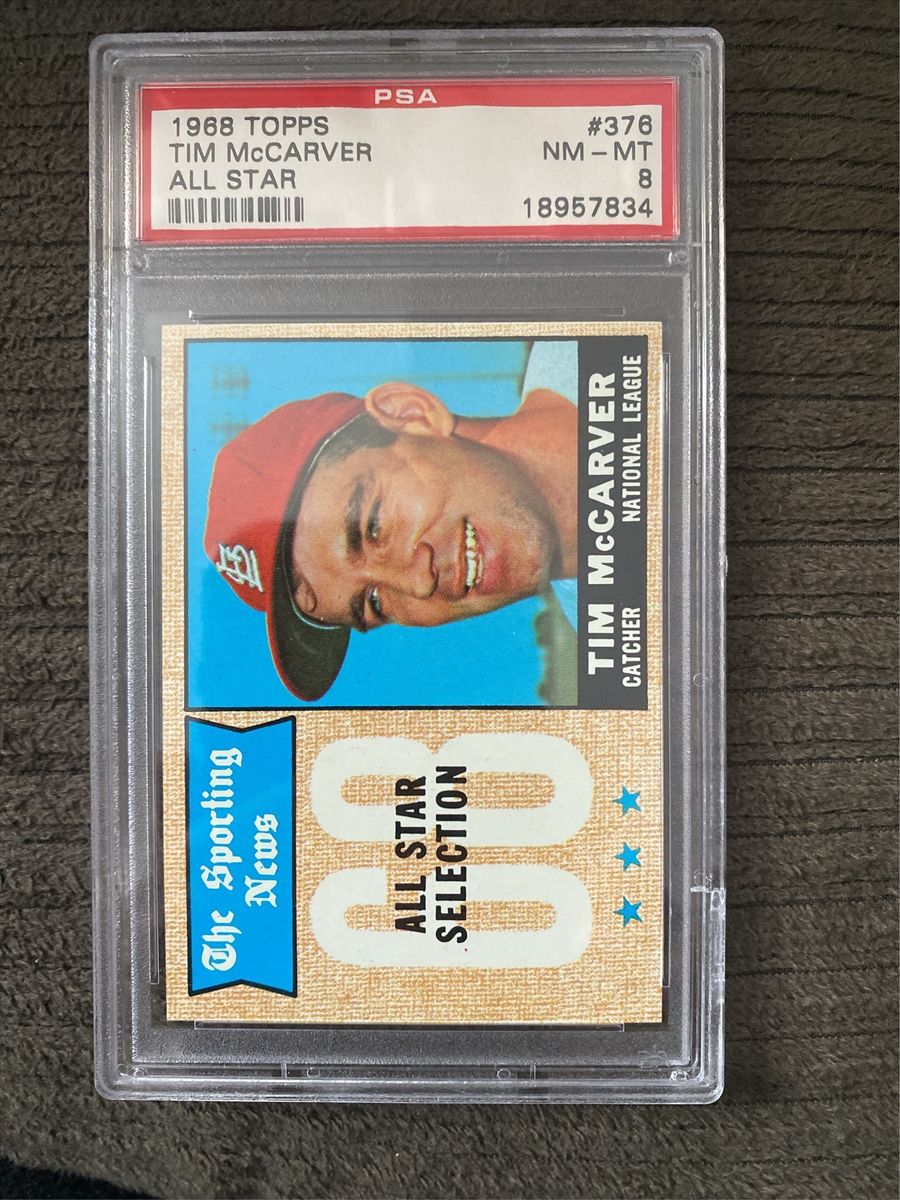 PSA
1968 TOPPS #376
TIM McCARVER NM - MT
ALL STAR 8
18957834
The Sporting
News
68
ALL STAR
SELECTION
StL
TIM McCARVER
CATCHER NATIONAL LEAGUE